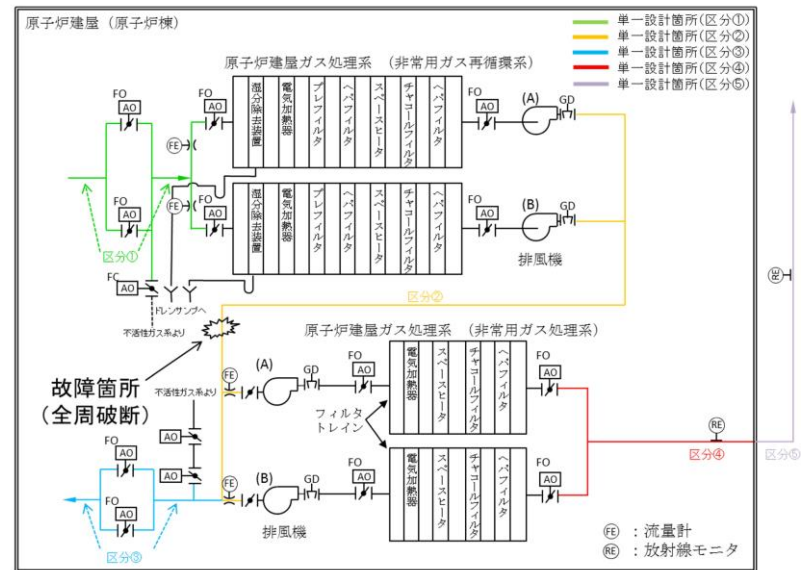 原子炉建屋(原子炉棟)
単一設計箇所(区分①)
単一設計箇所(区分②)
単一設計箇所(区分③)
単一設計箇所(区分④)
単一設計箇所(区分⑤)
原子炉建屋ガス処理系 (非常用ガス再循環系)
FO
AO
FO
AO
FE
湿分除去装置
電気加熱器
プレフィルタ
ヘパフィルタ
スペースヒータ
チャコールフィルタ
ヘパフィルタ
FO
AO
(A)
GD
FO
AO
FE
FO
AO
湿分除去装置
電気加熱器
プレフィルタ
ヘパフィルタ
スペースヒータ
チャコールフィルタ
ヘパフィルタ
FO
AO
(B)
GD
排風機
区分①
FC
AO
ドレンサンプへ
不活性ガス系より
区分②
RE
原子炉建屋ガス処理系 (非常用ガス処理系)
故障箇所
(全周破断)
不活性ガス系より
FE
(A)
GD
FO
AO
電気加熱器
スペースヒータ
チャコールフィルタ
ヘパフィルタ
FO
AO
フィルタ
トレイン
AO
AO
FO
AO
FO
AO
区分③
FE
(B)
GD
排風機
FO
AO
電気加熱器
スペースヒータ
チャコールフィルタ
ヘパフィルタ
FO
AO
RE
区分④
区分⑤
FE :流量計
RE :放射線モニタ